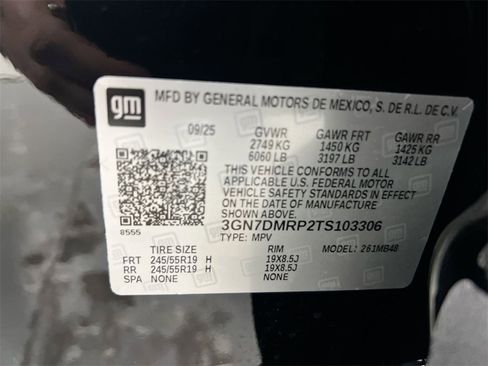 gm
MFD BY GENERAL MOTORS DE MEXICO, S. DE R.L. DE C.V.
09/25 GVWR GAWR FRT GAWR RR
2749 KG 1450 KG 1425 KG
6060 LB 3197 LB 3142 LB
THIS VEHICLE CONFORMS TO ALL
APPLICABLE U.S. FEDERAL MOTOR
VEHICLE SAFETY STANDARDS IN EFFECT
ON THE DATE OF MANUFACTURE
SHOWN ABOVE
8555 3GN7DMRP2TS103306
TYPE: MPV MODEL: 261MB48
TIRE SIZE RIM
FRT 245/55R19 H 19X8.5J
RR 245/55R19 H 19X8.5J
SPA NONE NONE